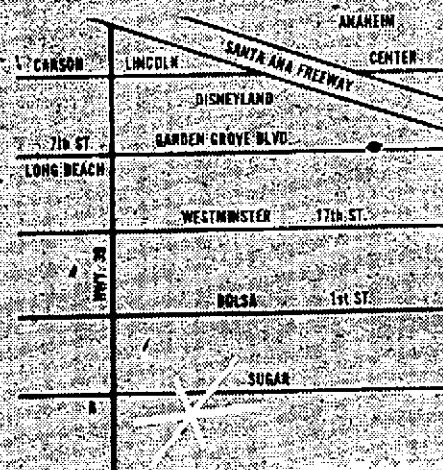 ANAHEIM
SANTA ANA FREEWAY
CARSON LINCOLN CENTER
DISNEYLAND
7th ST. GARDEN GROVE BLVD.
LONG BEACH
WESTMINSTER 17th ST.
HWY. 39
BOLSA 1st ST.
SUGAR